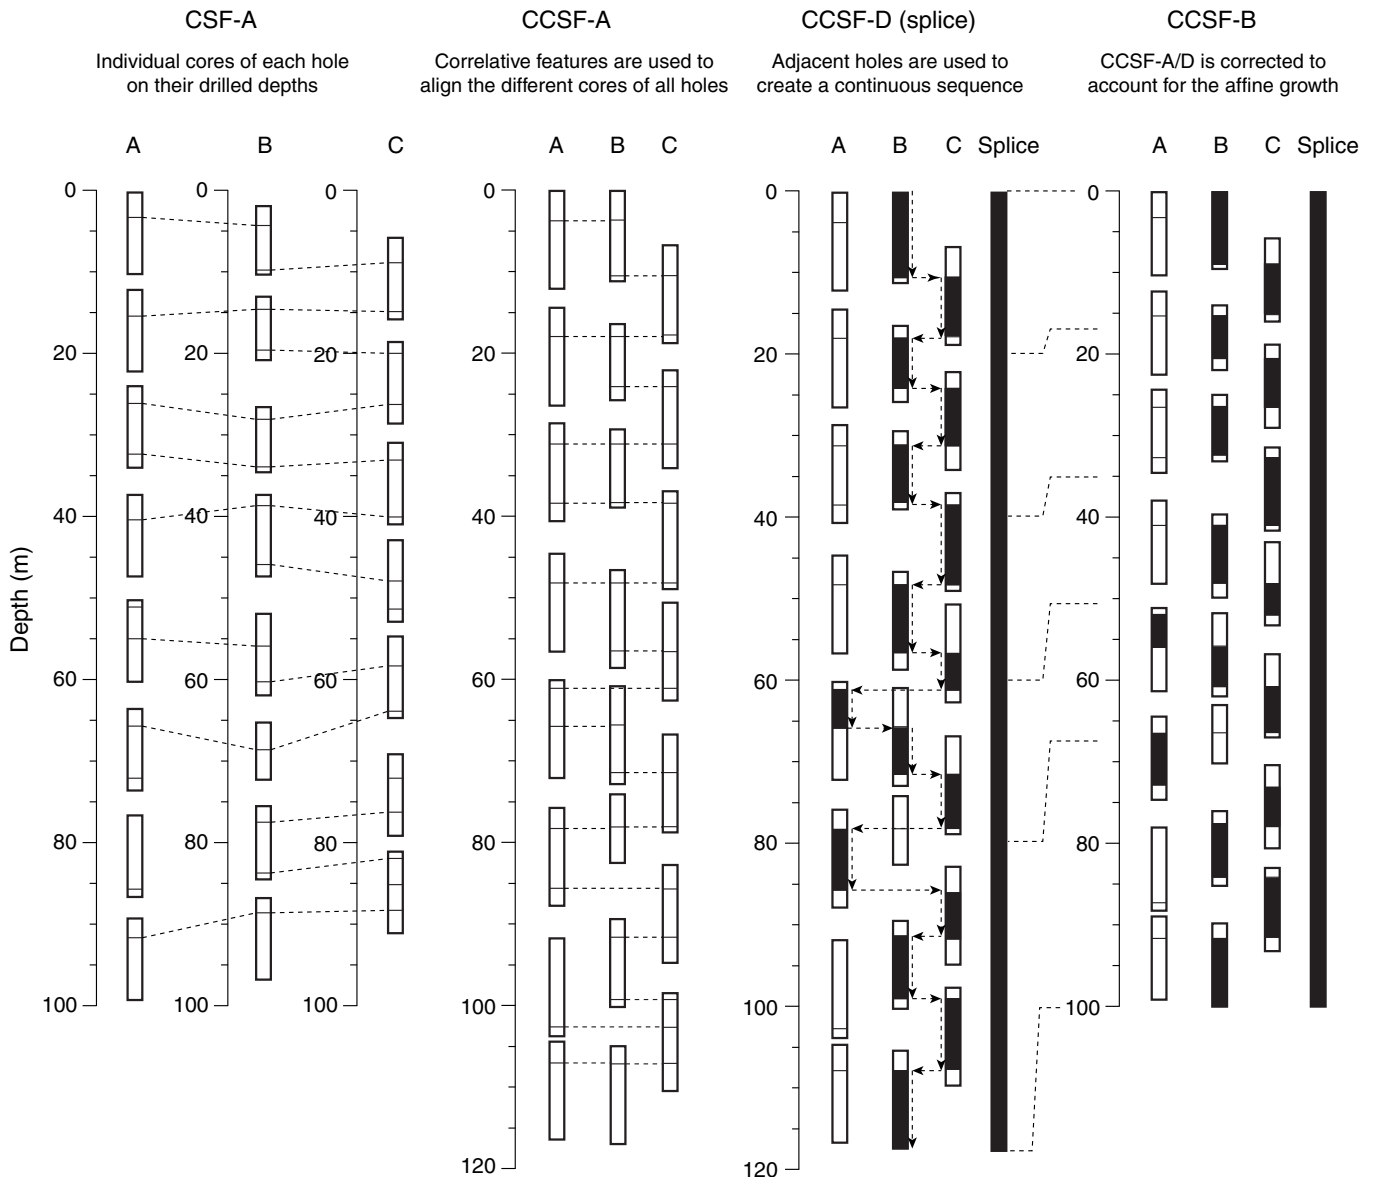 CSF-A
Individual cores of each hole
on their drilled depths
CCSF-A
Correlative features are used to
align the different cores of all holes
CCSF-D (splice)
Adjacent holes are used to
create a continuous sequence
CCSF-B
CCSF-A/D is corrected to
account for the affine growth
A
B
C
A
B
C
A
B
C
Splice
A
B
C
Splice
Depth (m)
0
20
40
60
80
100
0
20
40
60
80
100
0
20
40
60
80
100
0
20
40
60
80
100
120
0
20
40
60
80
100
120
0
20
40
60
80
100